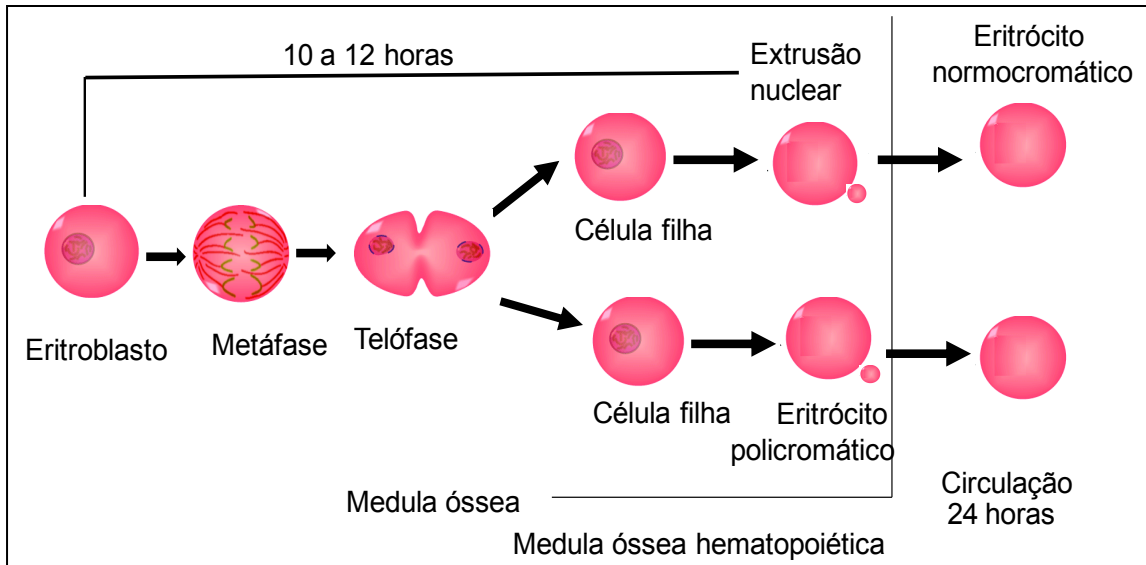 10 a 12 horas
Extrusão
nuclear
Eritrócito
normocromático
Eritroblasto
Metáfase
Telófase
Célula filha
Célula filha
Eritrócito
policromático
Medula óssea
Medula óssea hematopoiética
Circulação
24 horas